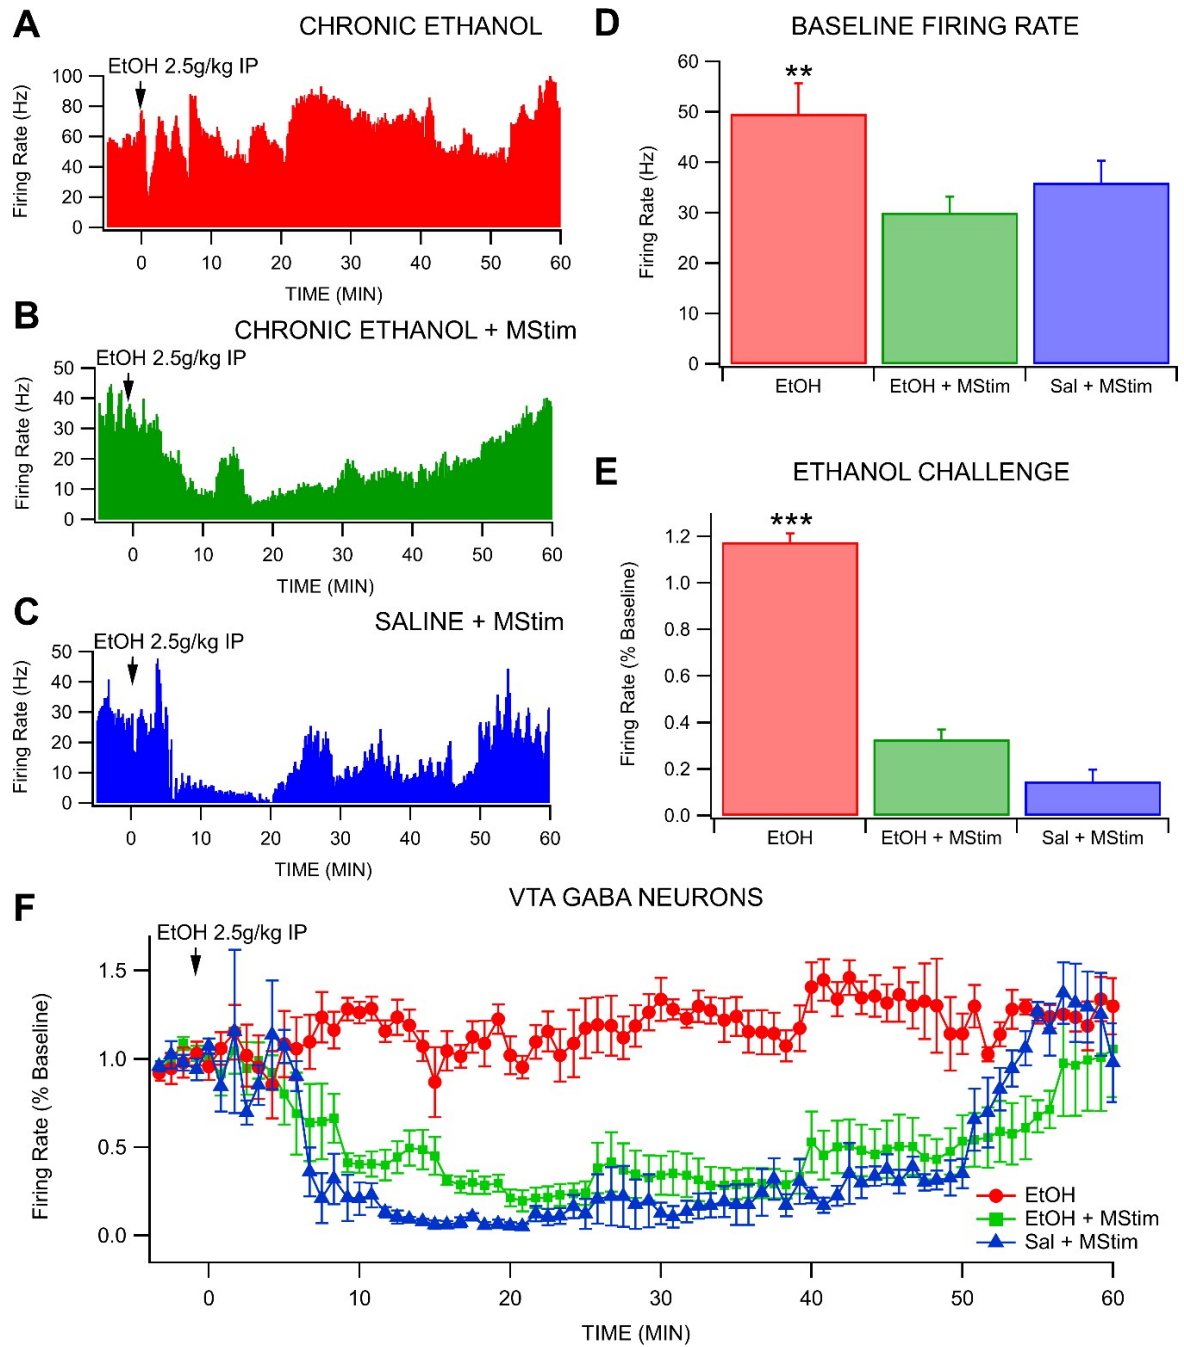 A
CHRONIC ETHANOL
EtOH 2.5g/kg IP
Firing Rate (Hz)
100
80
60
40
20
0
0 10 20 30 40 50 60
TIME (MIN)
B
CHRONIC ETHANOL + MStim
EtOH 2.5g/kg IP
Firing Rate (Hz)
50
40
30
20
10
0
0 10 20 30 40 50 60
TIME (MIN)
C
SALINE + MStim
EtOH 2.5g/kg IP
Firing Rate (Hz)
50
40
30
20
10
0
0 10 20 30 40 50 60
TIME (MIN)
D
BASELINE FIRING RATE
Firing Rate (Hz)
60
50
40
30
20
10
0
**
EtOH EtOH + MStim Sal + MStim
E
ETHANOL CHALLENGE
Firing Rate (% Baseline)
1.2
1.0
0.8
0.6
0.4
0.2
0.0
***
EtOH EtOH + MStim Sal + MStim
F
VTA GABA NEURONS
EtOH 2.5g/kg IP
Firing Rate (% Baseline)
1.5
1.0
0.5
0.0
EtOH
EtOH + MStim
Sal + MStim
0 10 20 30 40 50 60
TIME (MIN)